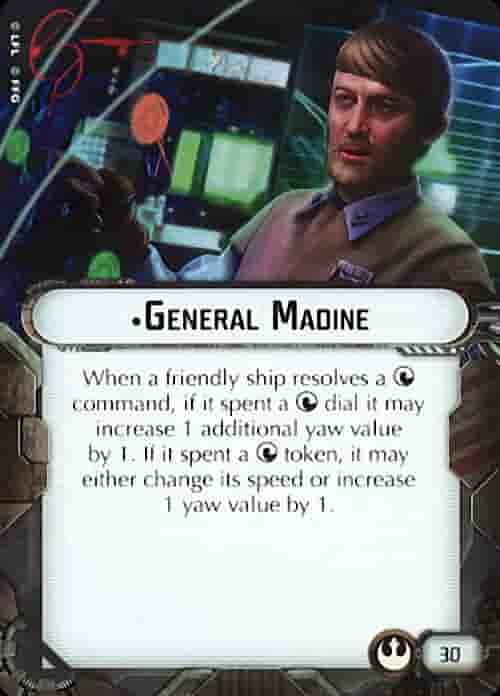 © LFL © FFG
•General Madine
When a friendly ship resolves a
command, if it spent a dial it may
increase 1 additional yaw value
by 1. If it spent a token, it may
either change its speed or increase
1 yaw value by 1.
30